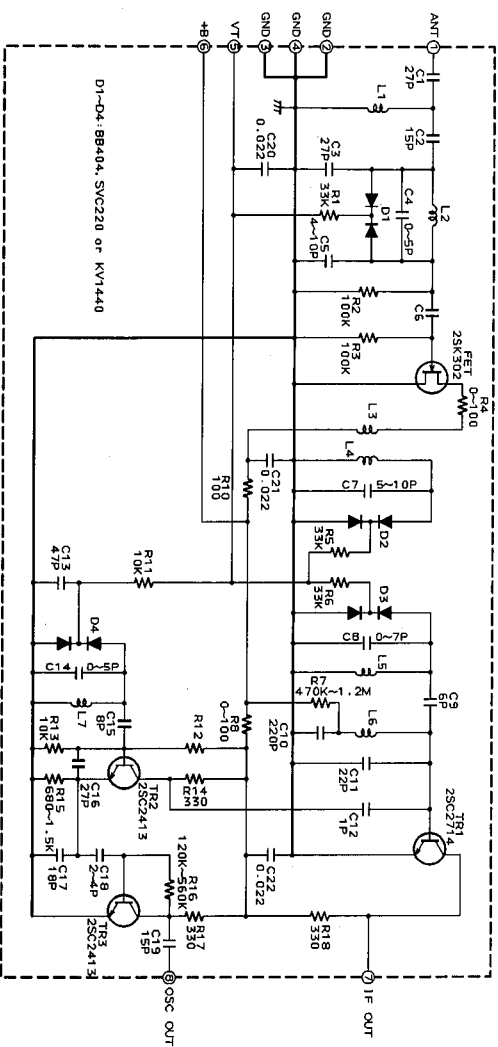 ANT 1
C1
27P
C2
15P
L1
L2
C4
0~5P
D1
C3
27P
R1
33K
C5
4~10P
C6
R2
100K
R3
100K
FET
2SK302
R4
0~100
GND 2
GND 4
GND 3
VT 5
+B 6
C20
0.022
L3
L4
C7 5~10P
C21
0.022
R10
100
D2
R5
33K
R6
33K
D3
C8 0~7P
L5
C9
6P
R7
470K~1.2M
L6
C10
220P
C11
22P
C12
1P
TR1
2SC2714
C22
0.022
R18
330
7 IF OUT
R8
0~100
R11
10K
C13
47P
D4
C14 0~5P
L7
C15
8P
R12
R13
10K
C16
27P
TR2
2SC2413
R14
330
R15
680~1.5K
C17
18P
C18
2~4P
R16
120K~560K
TR3
2SC2413
R17
330
C19
15P
8 OSC OUT
D1~D4:BB404, SVC220 or KV1440